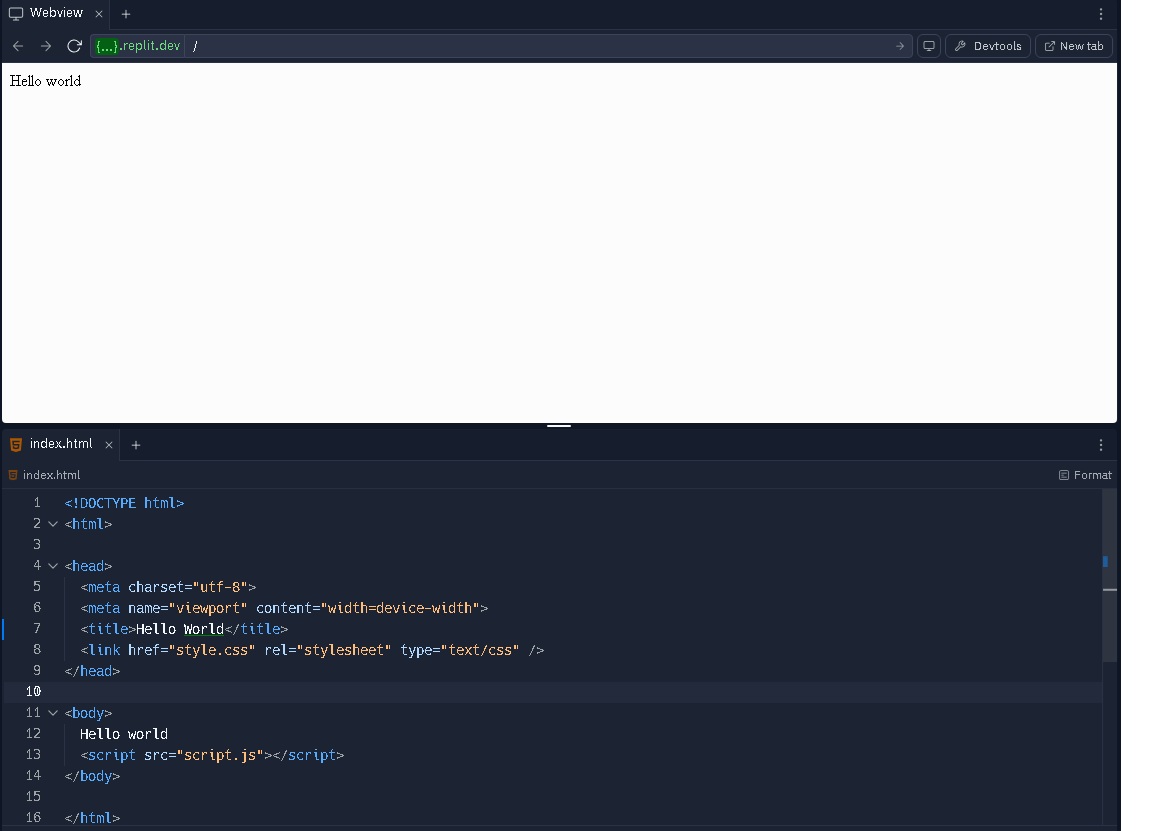 Webview
{...}.replit.dev /
Devtools
New tab
Hello world
index.html
index.html
Format
1 <!DOCTYPE html>
2 <html>
3
4 <head>
5   <meta charset="utf-8">
6   <meta name="viewport" content="width=device-width">
7   <title>Hello World</title>
8   <link href="style.css" rel="stylesheet" type="text/css" />
9 </head>
10
11 <body>
12   Hello world
13   <script src="script.js"></script>
14 </body>
15
16 </html>